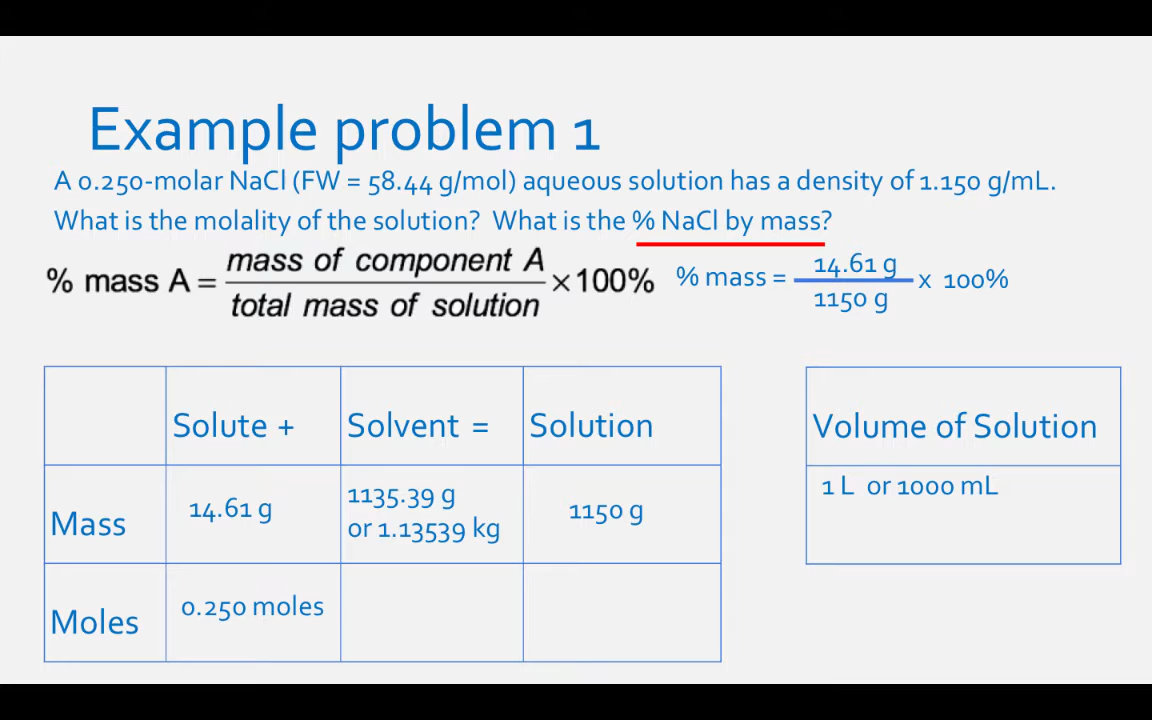 Example problem 1
A 0.250-molar NaCl (FW = 58.44 g/mol) aqueous solution has a density of 1.150 g/mL.
What is the molality of the solution?  What is the % NaCl by mass?
% mass A = mass of component A / total mass of solution ×100%
% mass = 14.61 g / 1150 g x 100%
Solute + Solvent = Solution
Mass 14.61 g 1135.39 g or 1.13539 kg 1150 g
Moles 0.250 moles
Volume of Solution
1 L or 1000 mL